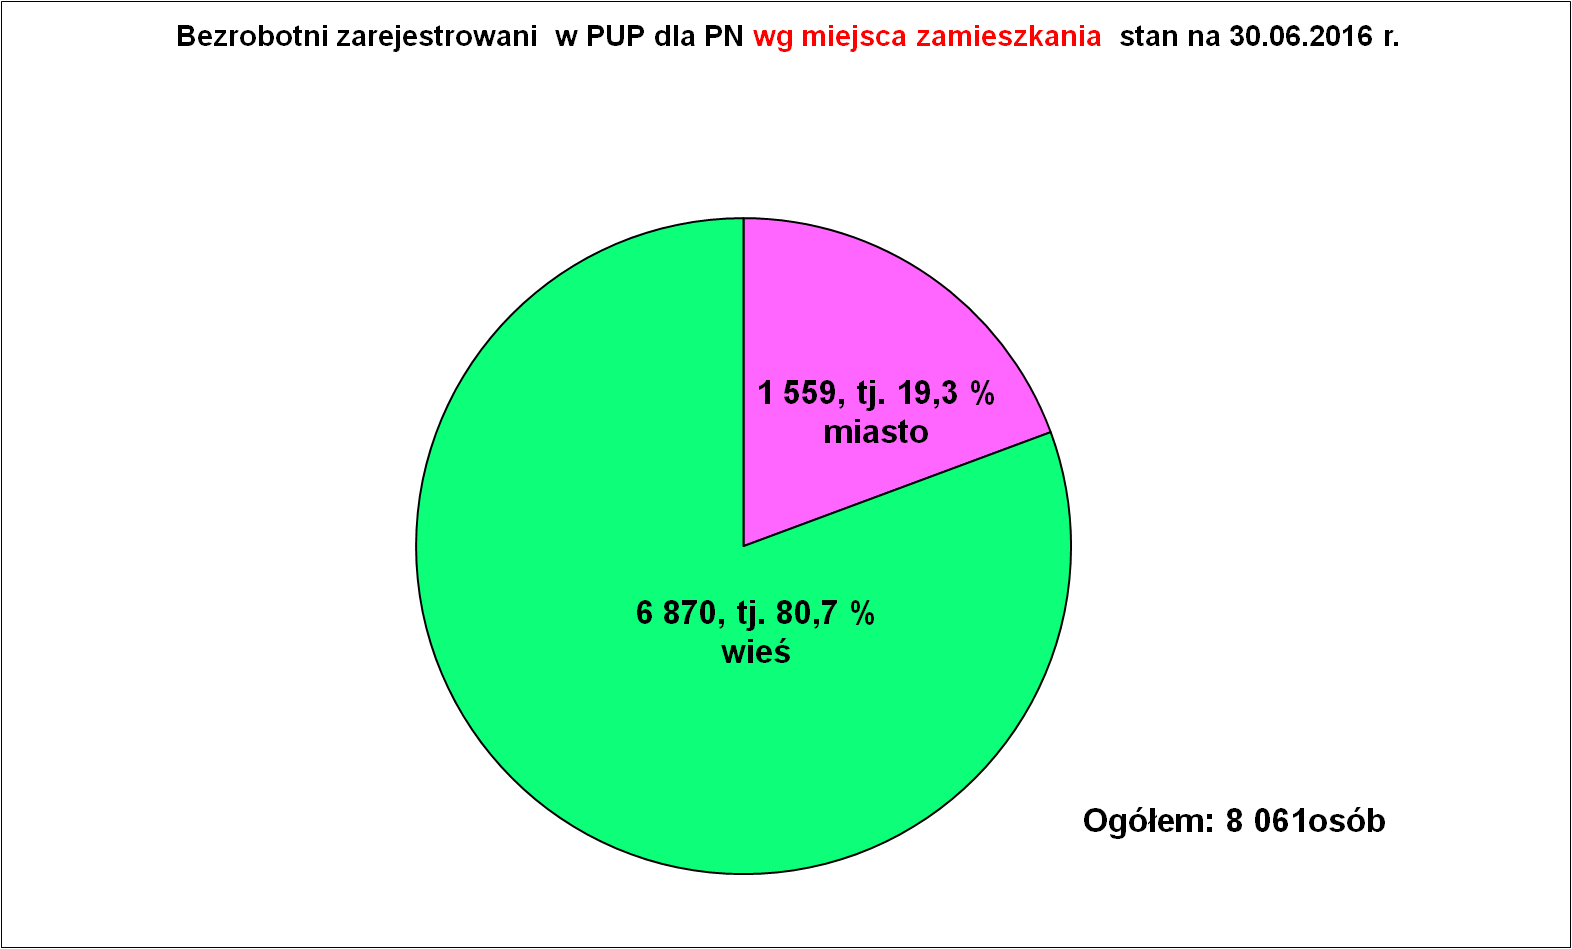 Bezrobotni zarejestrowani w PUP dla PN wg miejsca zamieszkania stan na 30.06.2016 r.
1 559, tj. 19,3 %
miasto
6 870, tj. 80,7 %
wieś
Ogółem: 8 061osób